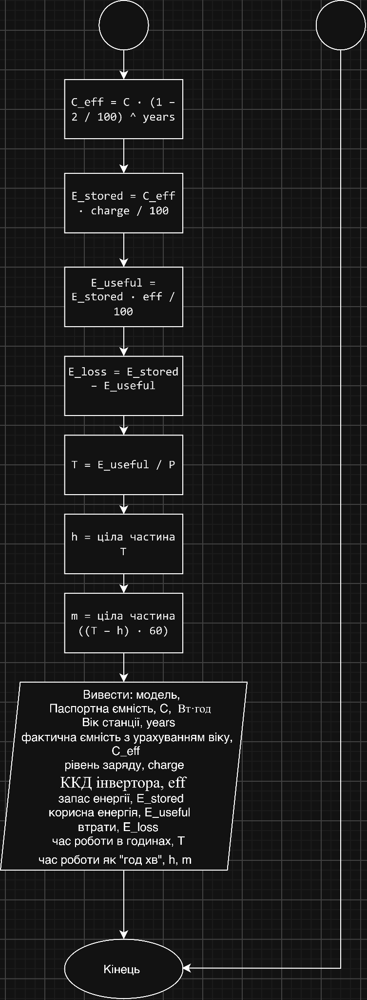 C_eff = C · (1 –
2 / 100) ^ years
E_stored = C_eff
· charge / 100
E_useful =
E_stored · eff /
100
E_loss = E_stored
– E_useful
T = E_useful / P
h = ціла частина
T
m = ціла частина
((T – h) · 60)
Вивести: модель,
Паспортна ємність, C, Вт·год
Вік станції, years
фактична ємність з урахуванням віку,
C_eff
рівень заряду, charge
ККД інвертора, eff
запас енергії, E_stored
корисна енергія, E_useful
втрати, E_loss
час роботи в годинах, T
час роботи як "год хв", h, m
Кінець